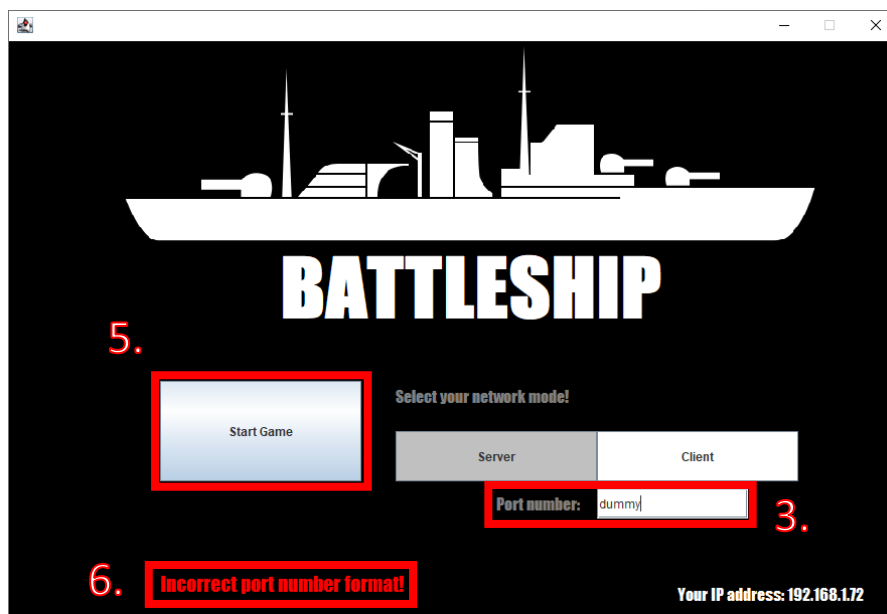 BATTLESHIP
5.
Select your network mode!
Start Game
Server
Client
Port number:
dummy
3.
6.
Incorrect port number format!
Your IP address: 192.168.1.72